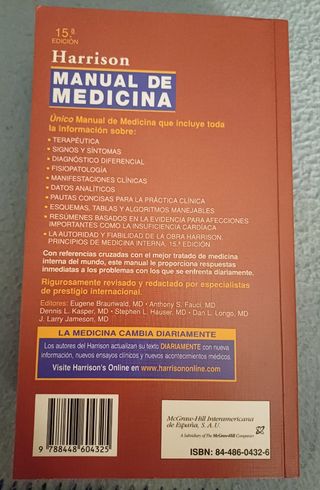 15.ª
EDICIÓN
Harrison
MANUAL DE
MEDICINA
Único Manual de Medicina que incluye toda
la información sobre:
• TERAPÉUTICA
• SIGNOS Y SÍNTOMAS
• DIAGNÓSTICO DIFERENCIAL
• FISIOPATOLOGÍA
• MANIFESTACIONES CLÍNICAS
• DATOS ANALÍTICOS
• PAUTAS CONCISAS PARA LA PRÁCTICA CLÍNICA
• ESQUEMAS, TABLAS Y ALGORITMOS MANEJABLES
• RESÚMENES BASADOS EN LA EVIDENCIA PARA AFECCIONES
IMPORTANTES COMO LA INSUFICIENCIA CARDÍACA
• LA AUTORIDAD Y FIABILIDAD DE LA OBRA HARRISON:
PRINCIPIOS DE MEDICINA INTERNA, 15.ª EDICIÓN
Con referencias cruzadas con el mejor tratado de medicina
interna del mundo, este manual le proporciona respuestas
inmediatas a los problemas con los que se enfrenta diariamente.
Rigurosamente revisado y redactado por especialistas
de prestigio internacional.
Editores: Eugene Braunwald, MD • Anthony S. Fauci, MD
Dennis L. Kasper, MD • Stephen L. Hauser, MD • Dan L. Longo, MD
J. Larry Jameson, MD
LA MEDICINA CAMBIA DIARIAMENTE
Los autores del Harrison actualizan su texto DIARIAMENTE con nueva
información, nuevos ensayos clínicos y nuevos acontecimientos médicos.
Visite Harrison's Online en www.harrisononline.com
9 788448 604325
McGraw-Hill Interamericana
de España, S. A. U.
A Subsidiary of The McGraw-Hill Companies
ISBN: 84-486-0432-6